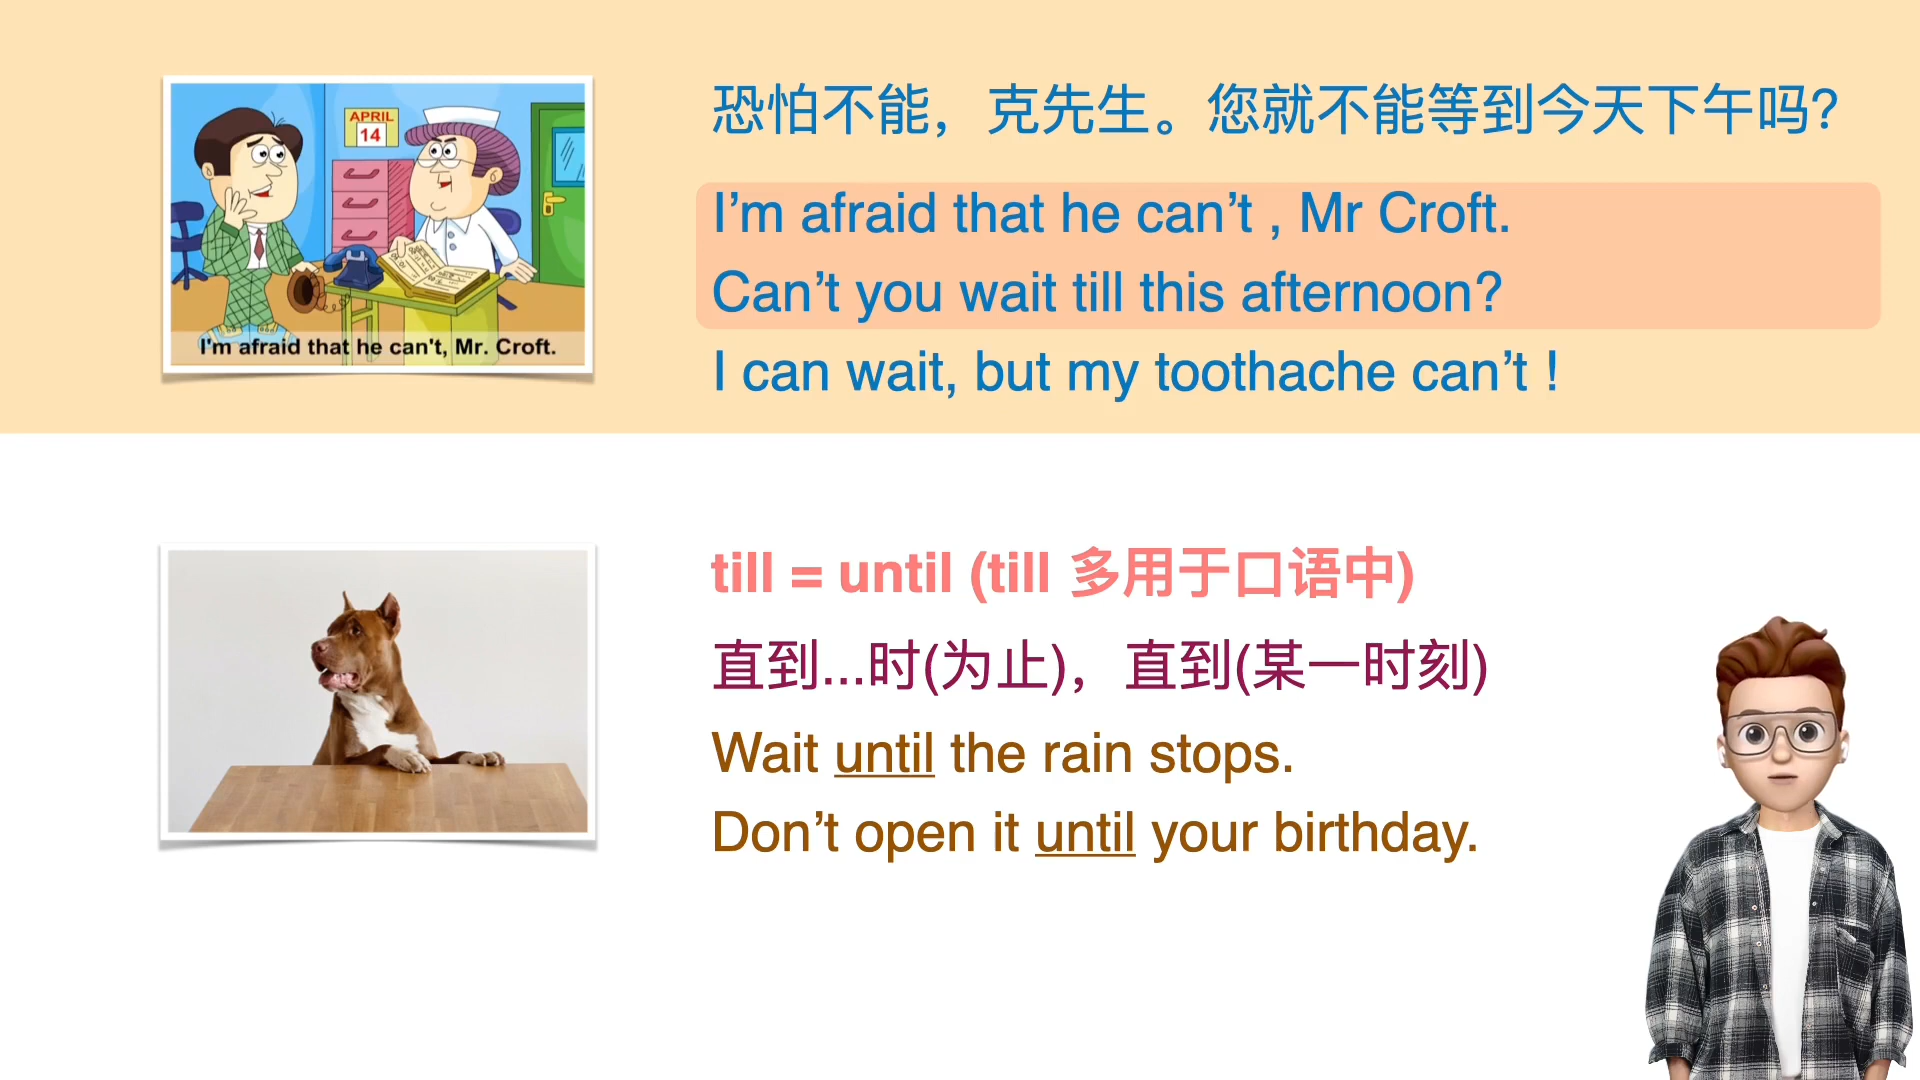 恐怕不能，克先生。您就不能等到今天下午吗？
APRIL
14
I'm afraid that he can't, Mr. Croft.
I’m afraid that he can’t , Mr Croft.
Can’t you wait till this afternoon?
I can wait, but my toothache can’t !
till = until (till 多用于口语中)
直到...时(为止)，直到(某一时刻)
Wait until the rain stops.
Don’t open it until your birthday.